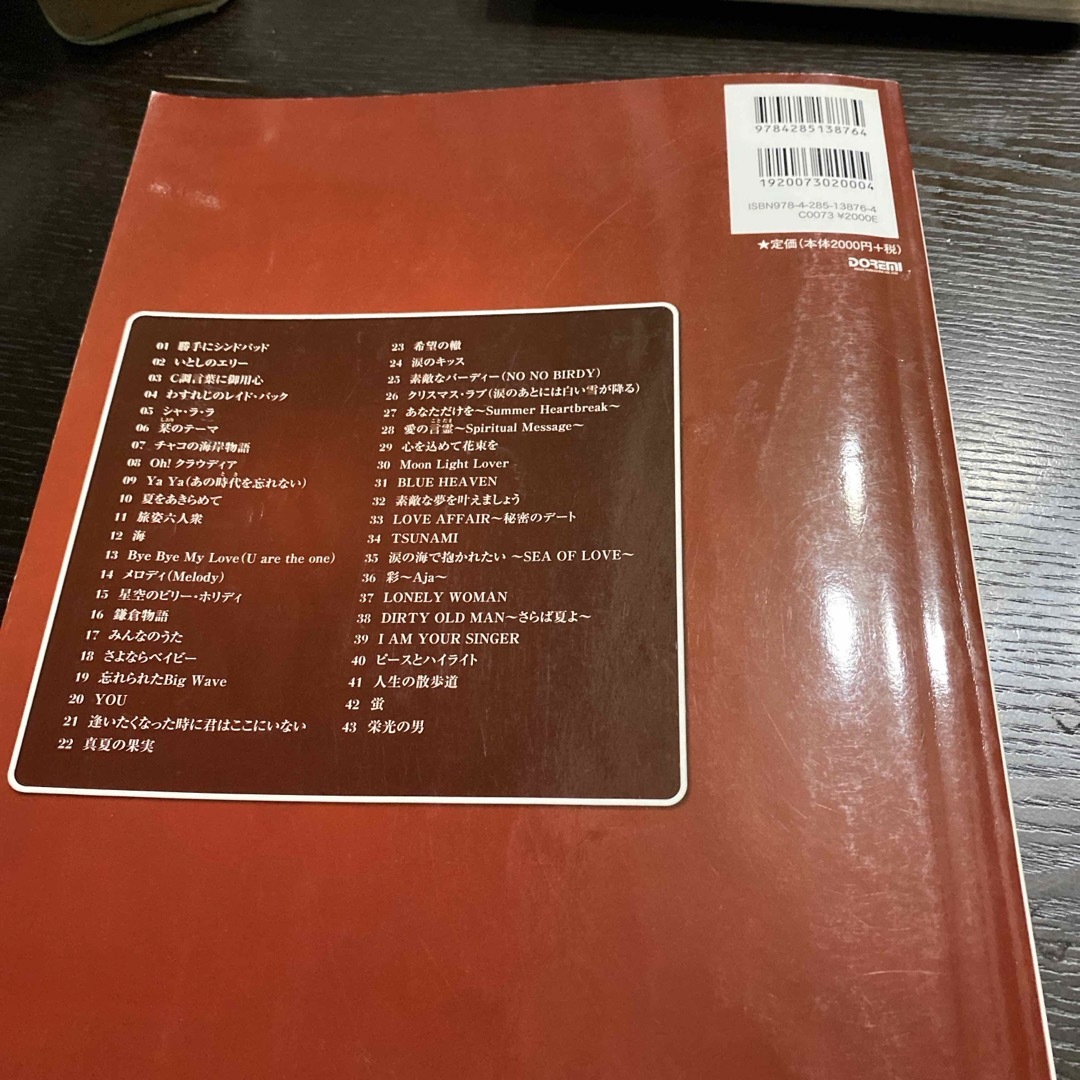 9784285138764
1920073020004
ISBN978-4-285-13876-4
C0073 ¥2000E
★定価(本体2000円+税)
DOREMI
01 勝手にシンドバッド
02 いとしのエリー
03 C調言葉に御用心
04 わすれじのレイド・バック
05 シャ・ラ・ラ
しおり
06 栞のテーマ
07 チャコの海岸物語
08 Oh! クラウディア
とき
09 Ya Ya(あの時代を忘れない)
10 夏をあきらめて
11 旅姿六人衆
12 海
13 Bye Bye My Love(U are the one)
14 メロディ(Melody)
15 星空のビリー・ホリディ
16 鎌倉物語
17 みんなのうた
18 さよならベイビー
19 忘れられたBig Wave
20 YOU
21 逢いたくなった時に君はここにいない
22 真夏の果実
23 希望の轍
24 涙のキッス
25 素敵なバーディー(NO NO BIRDY)
26 クリスマス・ラブ(涙のあとには白い雪が降る)
27 あなただけを〜Summer Heartbreak〜
ことだま
28 愛の言霊〜Spiritual Message〜
29 心を込めて花束を
30 Moon Light Lover
31 BLUE HEAVEN
32 素敵な夢を叶えましょう
33 LOVE AFFAIR〜秘密のデート
34 TSUNAMI
35 涙の海で抱かれたい 〜SEA OF LOVE〜
36 彩〜Aja〜
37 LONELY WOMAN
38 DIRTY OLD MAN〜さらば夏よ〜
39 I AM YOUR SINGER
40 ピースとハイライト
41 人生の散歩道
42 蛍
43 栄光の男